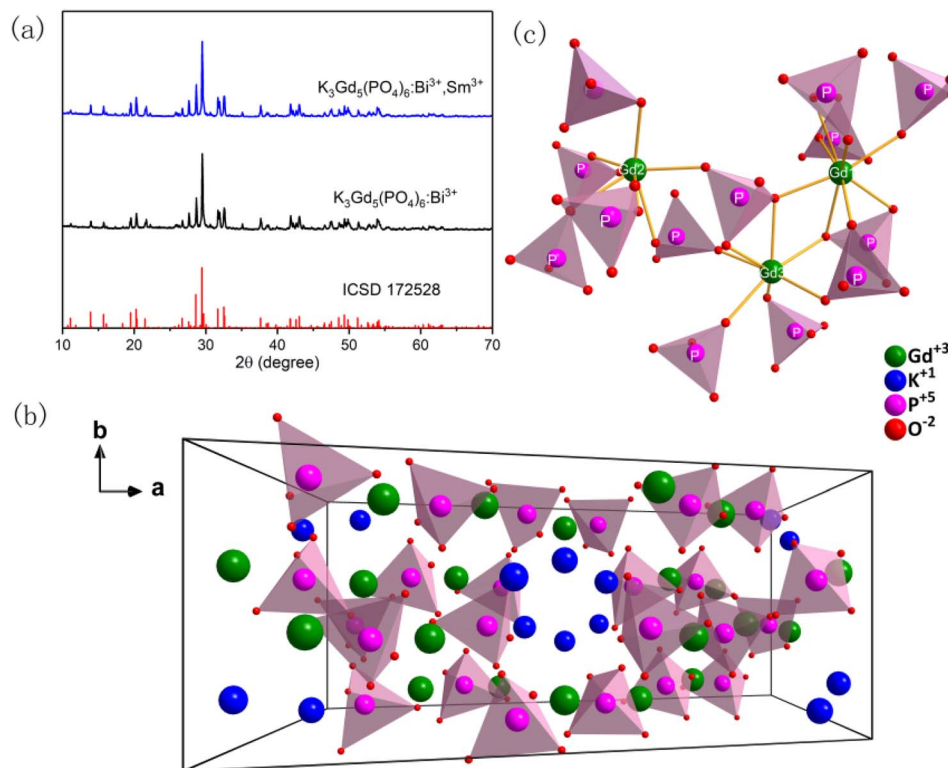 (a)
K₃Gd₅(PO₄)₆:Bi³⁺,Sm³⁺
K₃Gd₅(PO₄)₆:Bi³⁺
ICSD 172528
10 20 30 40 50 60 70
2θ (degree)
(c)
P
P
P
P
Gd2
Gd1
P
P
P
P
P
P
P
Gd3
P
P
Gd⁺³
K⁺¹
P⁺⁵
O⁻²
(b)
b
a